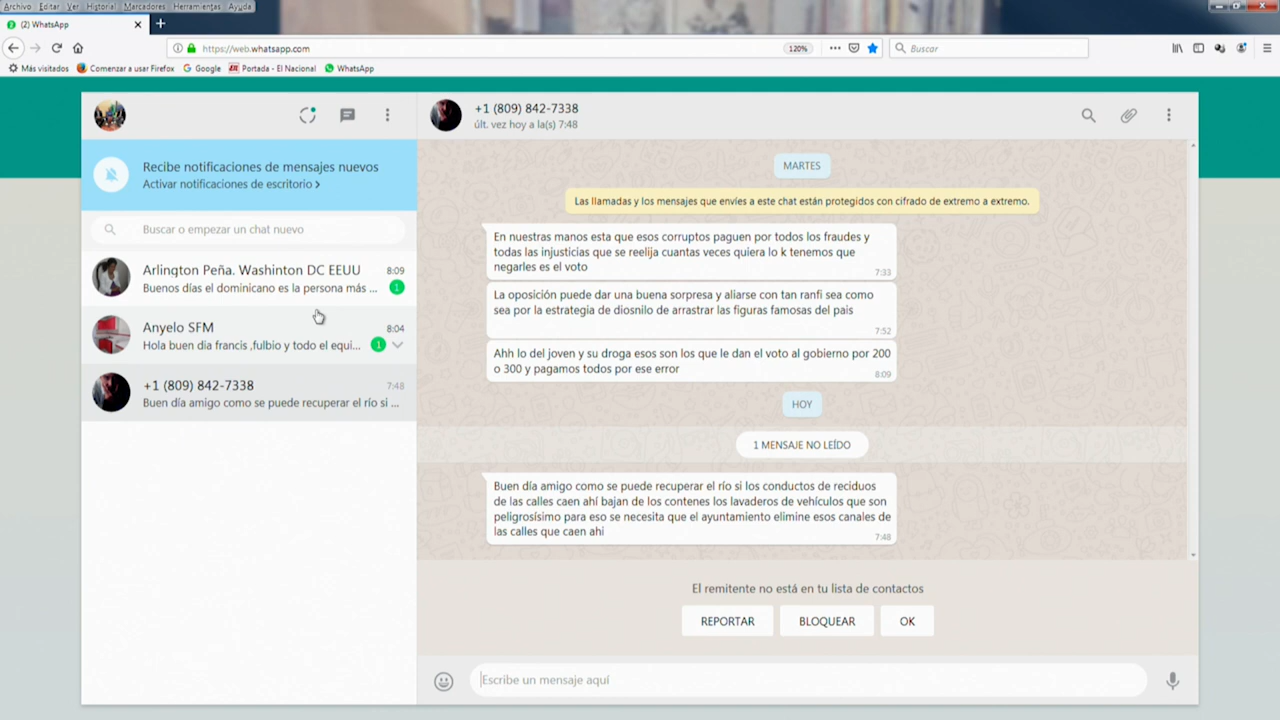 Archivo Editar Ver Historial Marcadores Herramientas Ayuda
(2) WhatsApp
https://web.whatsapp.com
120%
Buscar
Más visitados
Comenzar a usar Firefox
Google
Portada - El Nacional
WhatsApp
Recibe notificaciones de mensajes nuevos
Activar notificaciones de escritorio >
Buscar o empezar un chat nuevo
Arlington Peña. Washinton DC EEUU 8:09
Buenos días el dominicano es la persona más ... 1
Anyelo SFM 8:04
Hola buen dia francis ,fulbio y todo el equi... 1
+1 (809) 842-7338 7:48
Buen día amigo como se puede recuperar el río si ...
+1 (809) 842-7338
últ. vez hoy a la(s) 7:48
MARTES
Las llamadas y los mensajes que envíes a este chat están protegidos con cifrado de extremo a extremo.
En nuestras manos esta que esos corruptos paguen por todos los fraudes y
todas las injusticias que se reelija cuantas veces quiera lo k tenemos que
negarles es el voto
7:33
La oposición puede dar una buena sorpresa y aliarse con tan ranfi sea como
sea por la estrategia de diosnilo de arrastrar las figuras famosas del pais
7:52
Ahh lo del joven y su droga esos son los que le dan el voto al gobierno por 200
o 300 y pagamos todos por ese error
8:09
HOY
1 MENSAJE NO LEÍDO
Buen día amigo como se puede recuperar el río si los conductos de reciduos
de las calles caen ahí bajan de los contenes los lavaderos de vehículos que son
peligrosísimo para eso se necesita que el ayuntamiento elimine esos canales de
las calles que caen ahi
7:48
El remitente no está en tu lista de contactos
REPORTAR
BLOQUEAR
OK
Escribe un mensaje aquí